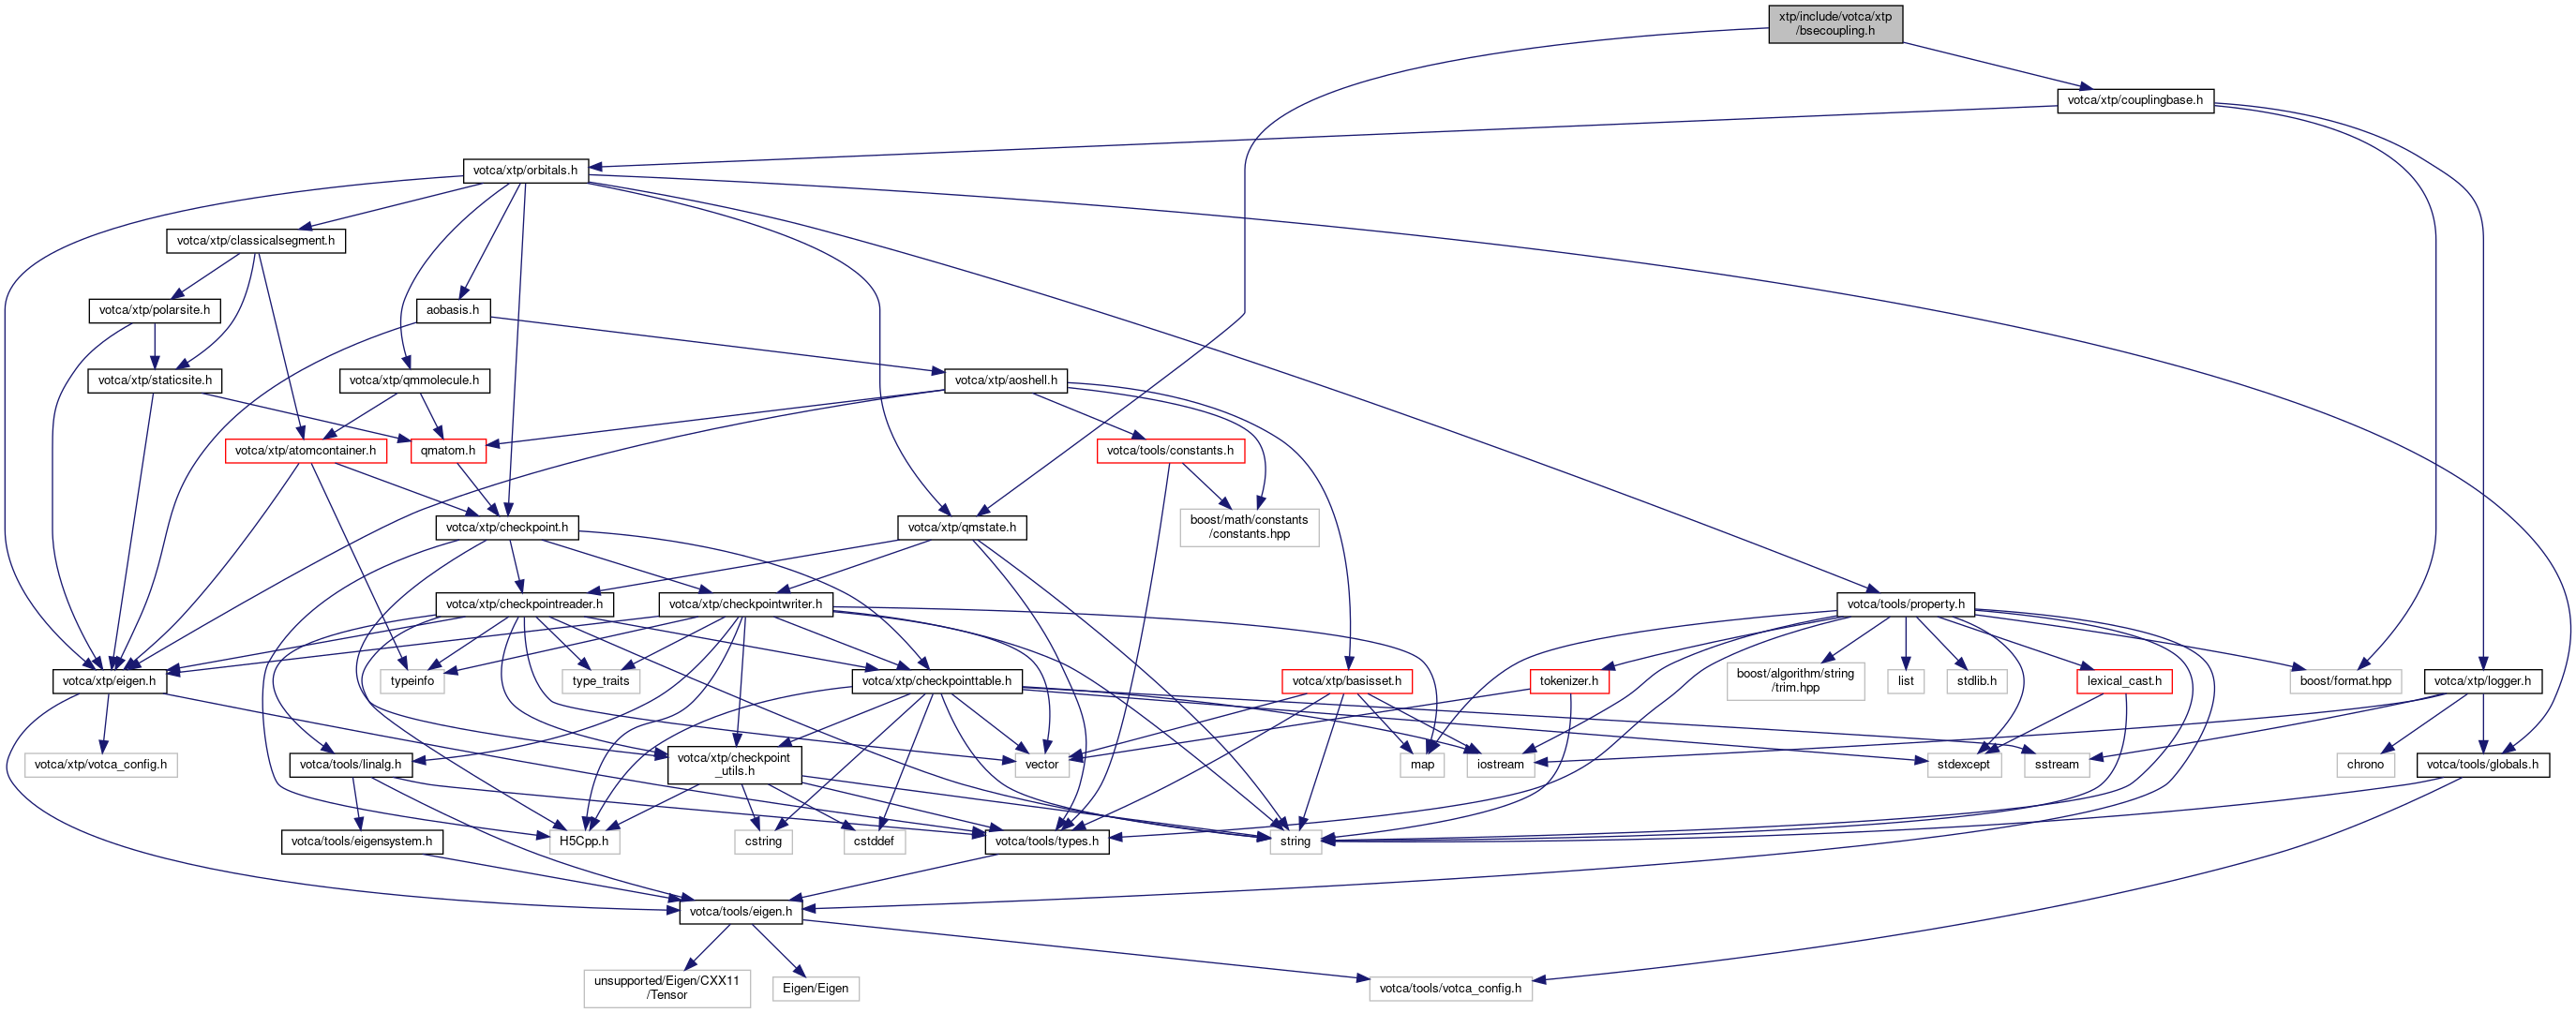 xtp/include/votca/xtp
/bsecoupling.h
votca/xtp/couplingbase.h
votca/xtp/orbitals.h
votca/xtp/classicalsegment.h
votca/xtp/polarsite.h
aobasis.h
votca/xtp/staticsite.h
votca/xtp/qmmolecule.h
votca/xtp/aoshell.h
votca/xtp/atomcontainer.h
qmatom.h
votca/tools/constants.h
votca/xtp/checkpoint.h
votca/xtp/qmstate.h
boost/math/constants
/constants.hpp
votca/xtp/checkpointreader.h
votca/xtp/checkpointwriter.h
votca/tools/property.h
votca/xtp/eigen.h
typeinfo
type_traits
votca/xtp/checkpointtable.h
votca/xtp/basisset.h
tokenizer.h
boost/algorithm/string
/trim.hpp
list
stdlib.h
lexical_cast.h
boost/format.hpp
votca/xtp/logger.h
votca/xtp/votca_config.h
votca/tools/linalg.h
votca/xtp/checkpoint
_utils.h
vector
map
iostream
stdexcept
sstream
chrono
votca/tools/globals.h
votca/tools/eigensystem.h
H5Cpp.h
cstring
cstddef
votca/tools/types.h
string
votca/tools/eigen.h
unsupported/Eigen/CXX11
/Tensor
Eigen/Eigen
votca/tools/votca_config.h